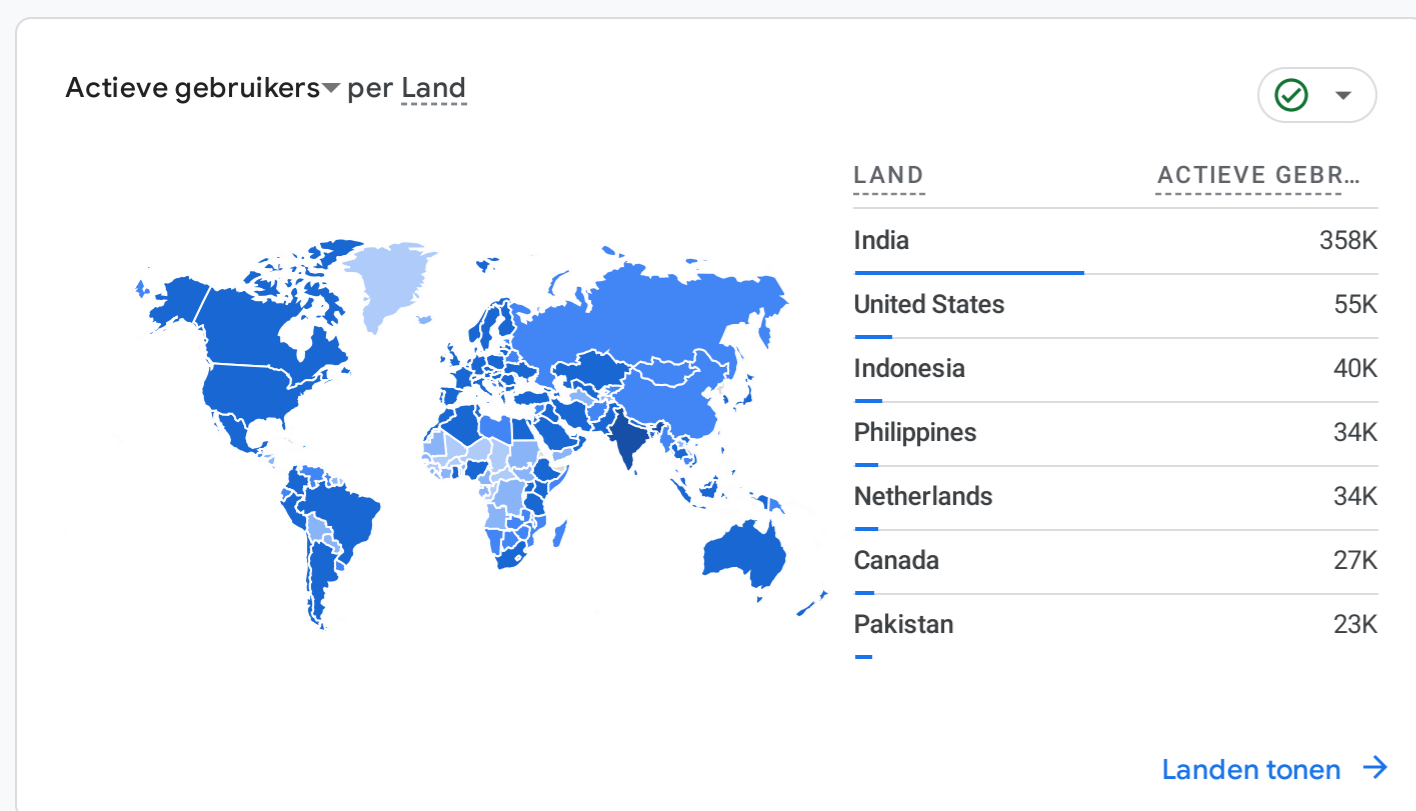 Actieve gebruikers per Land
LAND ACTIEVE GEBR...
India 358K
United States 55K
Indonesia 40K
Philippines 34K
Netherlands 34K
Canada 27K
Pakistan 23K
Landen tonen